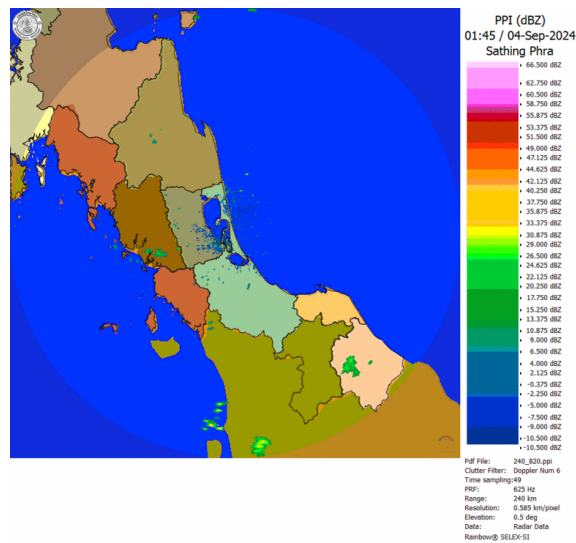 PPI (dBZ)
01:45 / 04-Sep-2024
Sathing Phra
66.500 dBZ
62.750 dBZ
60.500 dBZ
58.750 dBZ
55.875 dBZ
53.375 dBZ
51.500 dBZ
49.000 dBZ
47.125 dBZ
44.625 dBZ
42.125 dBZ
40.250 dBZ
37.750 dBZ
35.875 dBZ
33.375 dBZ
30.875 dBZ
29.000 dBZ
26.500 dBZ
24.625 dBZ
22.125 dBZ
20.250 dBZ
17.750 dBZ
15.250 dBZ
13.375 dBZ
10.875 dBZ
9.000 dBZ
6.500 dBZ
4.000 dBZ
2.125 dBZ
-0.375 dBZ
-2.250 dBZ
-5.000 dBZ
-7.500 dBZ
-9.000 dBZ
-10.500 dBZ
-10.500 dBZ
Pdf File: 240_820.ppi
Clutter Filter: Doppler Num 6
Time sampling:49
PRF: 625 Hz
Range: 240 km
Resolution: 0.585 km/pixel
Elevation: 0.5 deg
Data: Radar Data
Rainbow® SELEX-SI